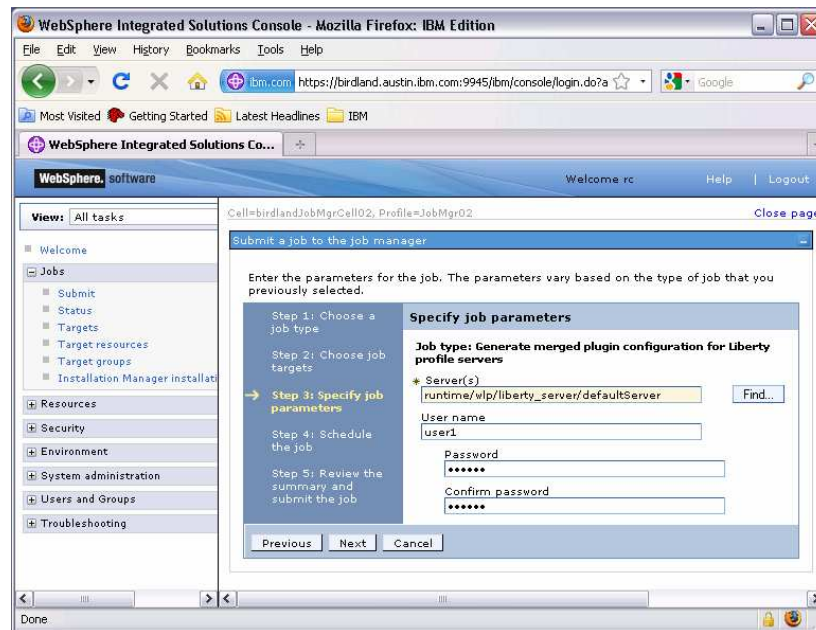 WebSphere Integrated Solutions Console - Mozilla Firefox: IBM Edition
File Edit View History Bookmarks Tools Help
ibm.com https://birdland.austin.ibm.com:9945/ibm/console/login.do?a Google
Most Visited Getting Started Latest Headlines IBM
WebSphere Integrated Solutions Co...
WebSphere. software Welcome rc Help | Logout
View: All tasks
Welcome
Jobs
Submit
Status
Targets
Target resources
Target groups
Installation Manager installati
Resources
Security
Environment
System administration
Users and Groups
Troubleshooting
Cell=birdlandJobMgrCell02, Profile=JobMgr02 Close page
Submit a job to the job manager
Enter the parameters for the job. The parameters vary based on the type of job that you
previously selected.
Step 1: Choose a
job type
Step 2: Choose job
targets
Step 3: Specify job
parameters
Step 4: Schedule
the job
Step 5: Review the
summary and
submit the job
Specify job parameters
Job type: Generate merged plugin configuration for Liberty
profile servers
* Server(s)
runtime/wlp/liberty_server/defaultServer Find...
User name
user1
Password
••••••
Confirm password
••••••
Previous Next Cancel
Done